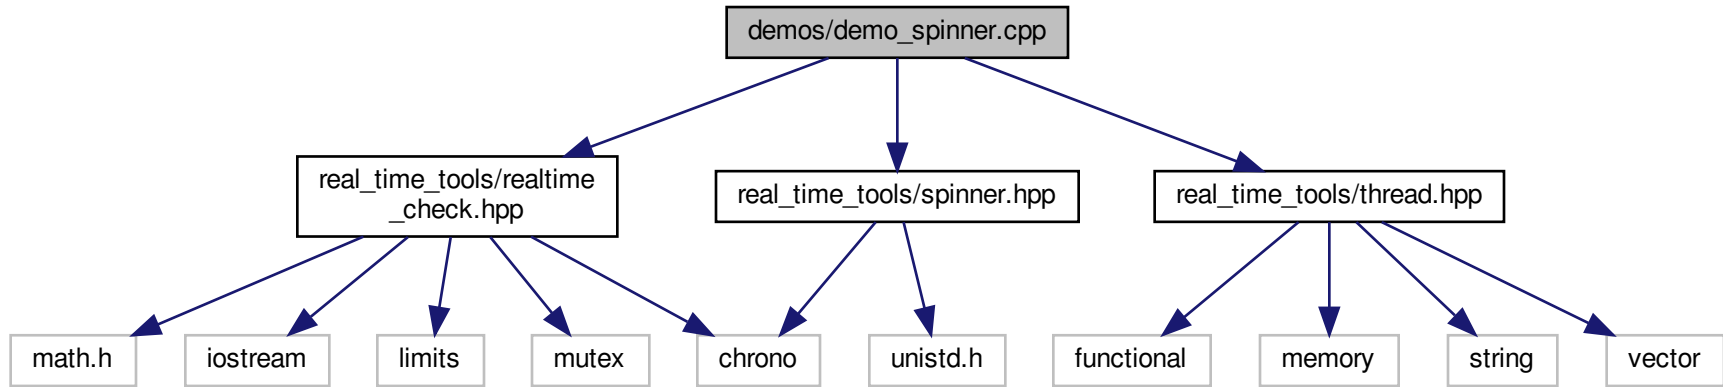 demos/demo_spinner.cpp
real_time_tools/realtime
_check.hpp
real_time_tools/spinner.hpp
real_time_tools/thread.hpp
math.h
iostream
limits
mutex
chrono
unistd.h
functional
memory
string
vector